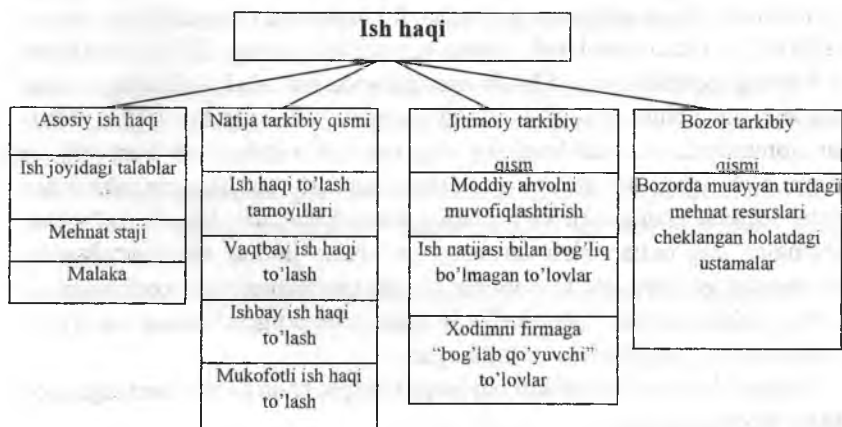 Ish haqi
Asosiy ish haqi
Ish joyidagi talablar
Mehnat staji
Malaka
Natija tarkibiy qismi
Ish haqi to'lash
tamoyillari
Vaqtbay ish haqi
to'lash
Ishbay ish haqi
to'lash
Mukofotli ish haqi
to'lash
Ijtimoiy tarkibiy
qism
Moddiy ahvolni
muvofiqlashtirish
Ish natijasi bilan bog'liq
bo'lmagan to'lovlar
Xodimni firmaga
“bog'lab qo'yuvchi”
to'lovlar
Bozor tarkibiy
qismi
Bozorda muayyan turdagi
mehnat resurslari
cheklangan holatdagi
ustamalar